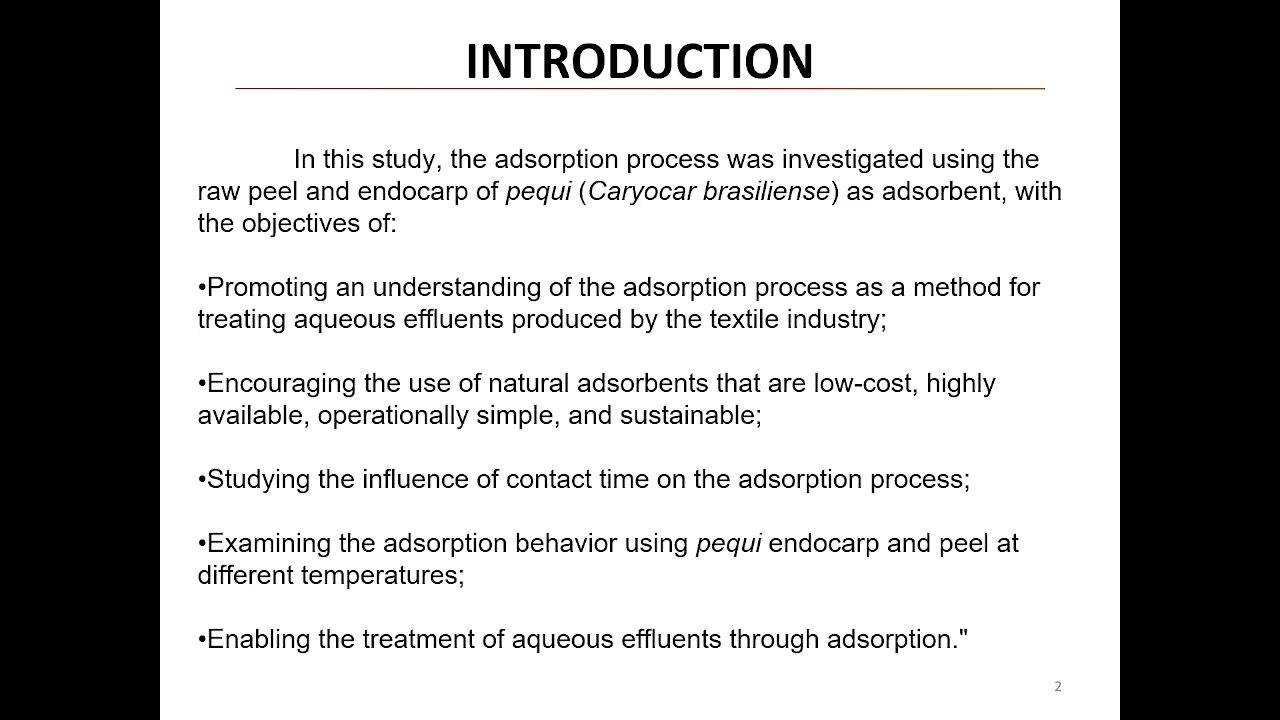 INTRODUCTION
In this study, the adsorption process was investigated using the
raw peel and endocarp of pequi (Caryocar brasiliense) as adsorbent, with
the objectives of:
•Promoting an understanding of the adsorption process as a method for
treating aqueous effluents produced by the textile industry;
•Encouraging the use of natural adsorbents that are low-cost, highly
available, operationally simple, and sustainable;
•Studying the influence of contact time on the adsorption process;
•Examining the adsorption behavior using pequi endocarp and peel at
different temperatures;
•Enabling the treatment of aqueous effluents through adsorption."
2